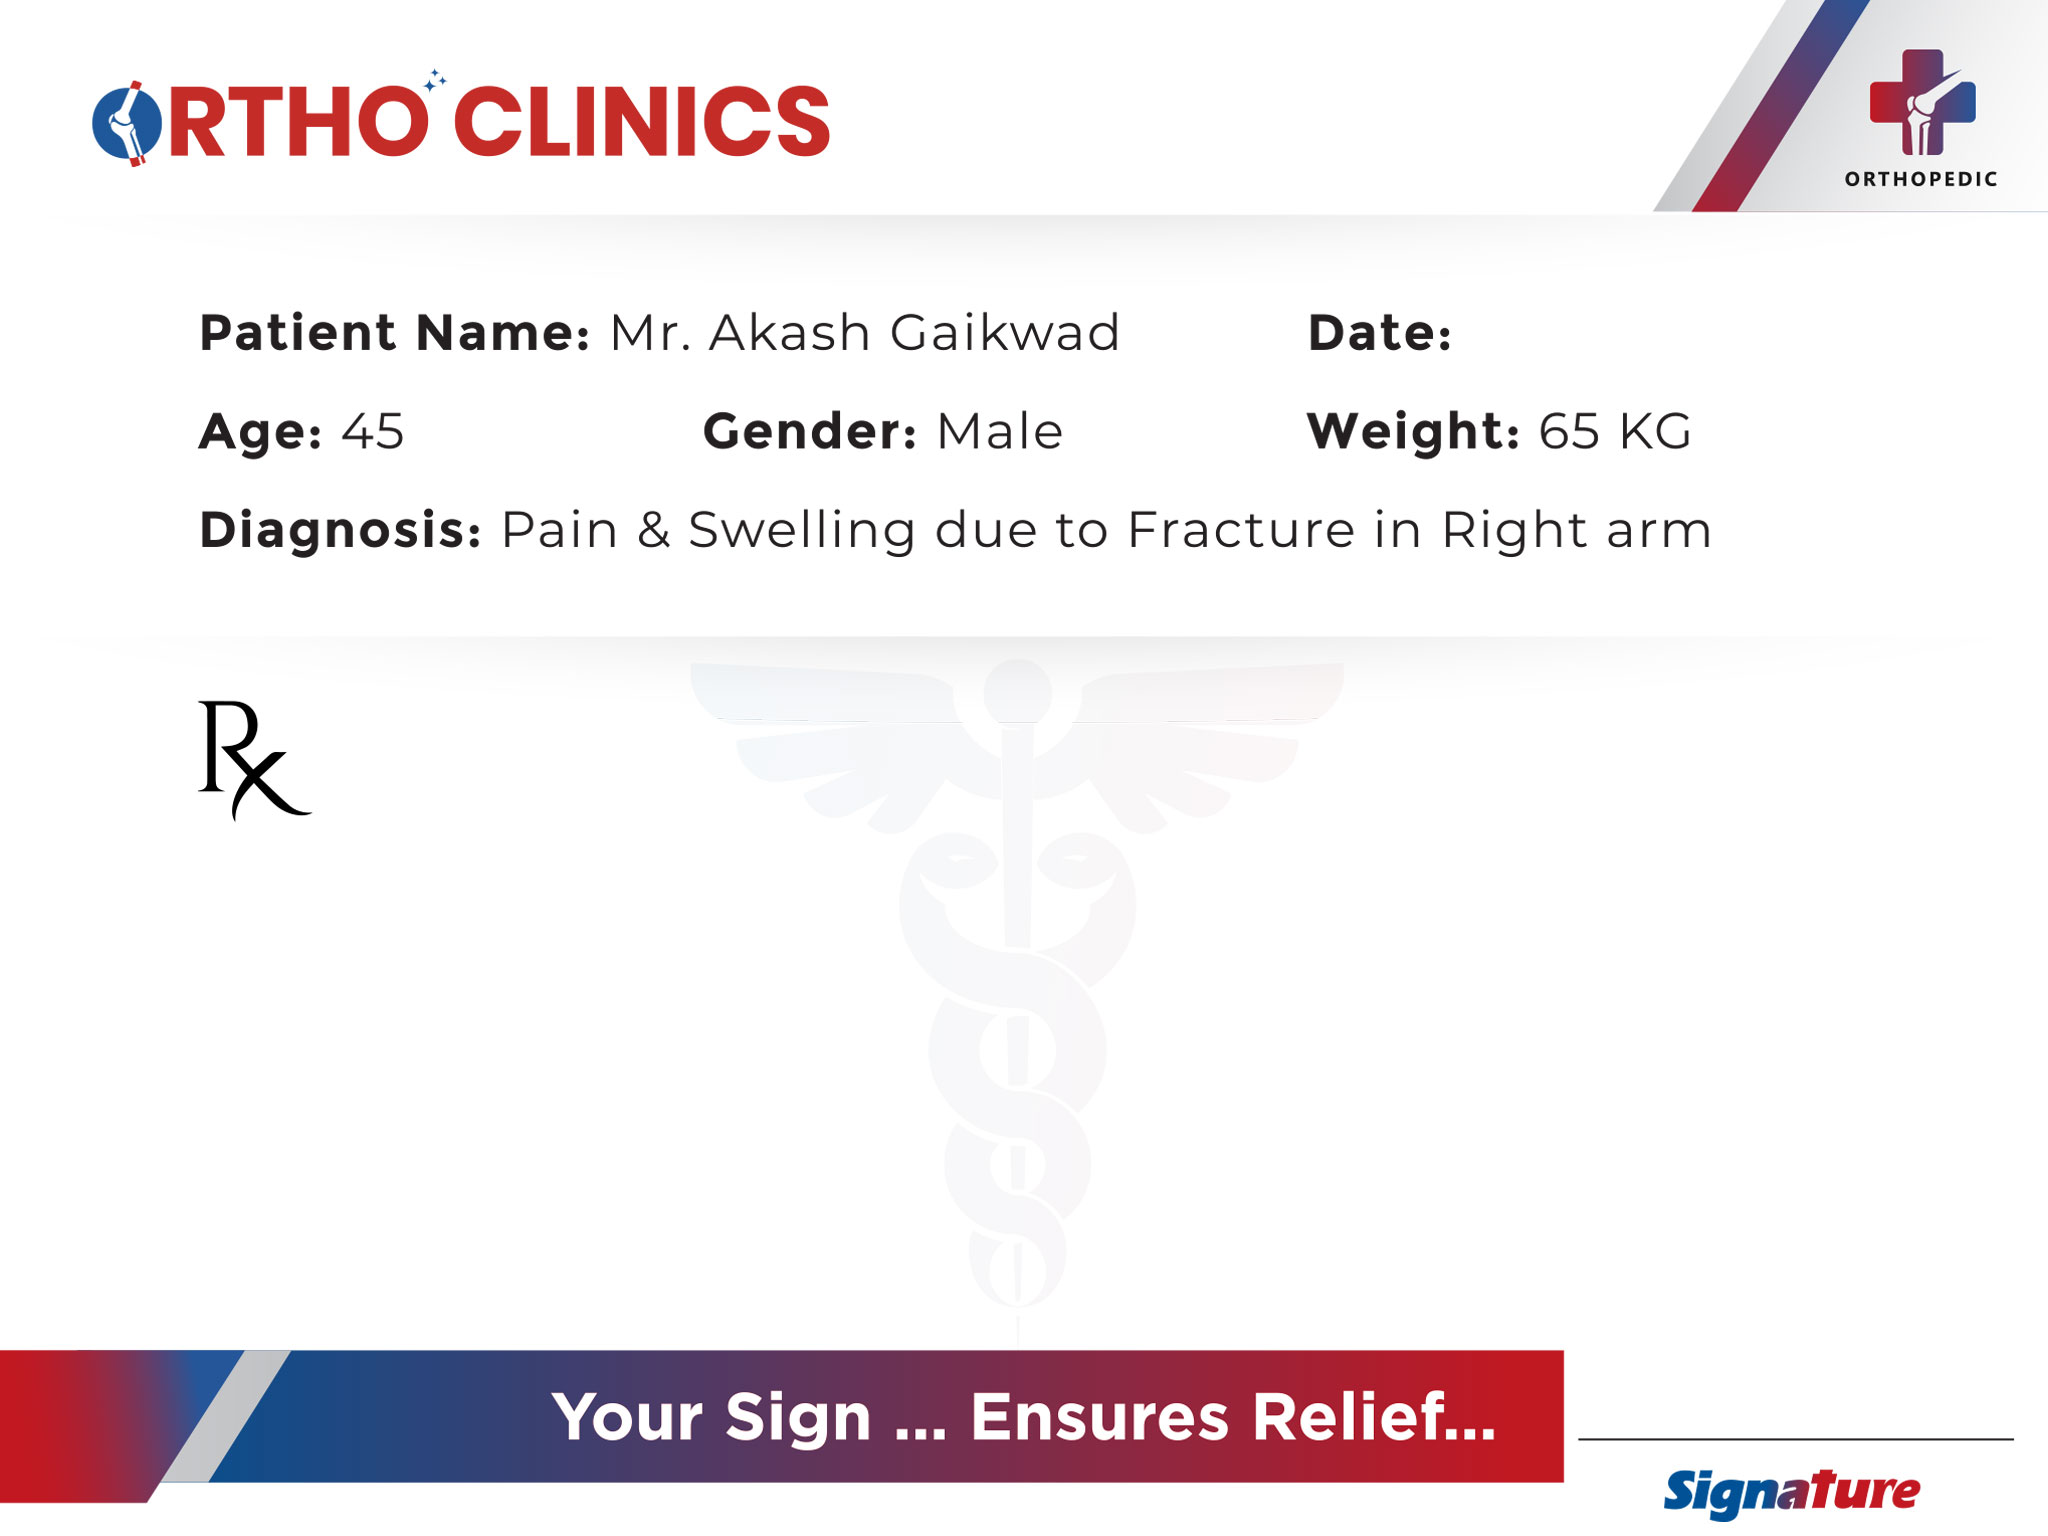 ORTHO CLINICS
ORTHOPEDIC
Patient Name: Mr. Akash Gaikwad Date:
Age: 45 Gender: Male Weight: 65 KG
Diagnosis: Pain & Swelling due to Fracture in Right arm
Rx
Your Sign ... Ensures Relief...
Signature